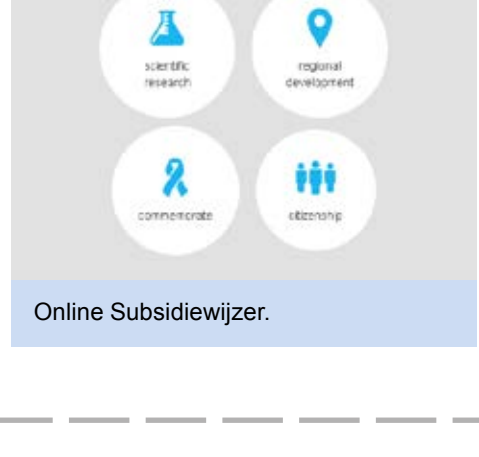 scientific
research
regional
development
commemorate
citizenship
Online Subsidiewijzer.